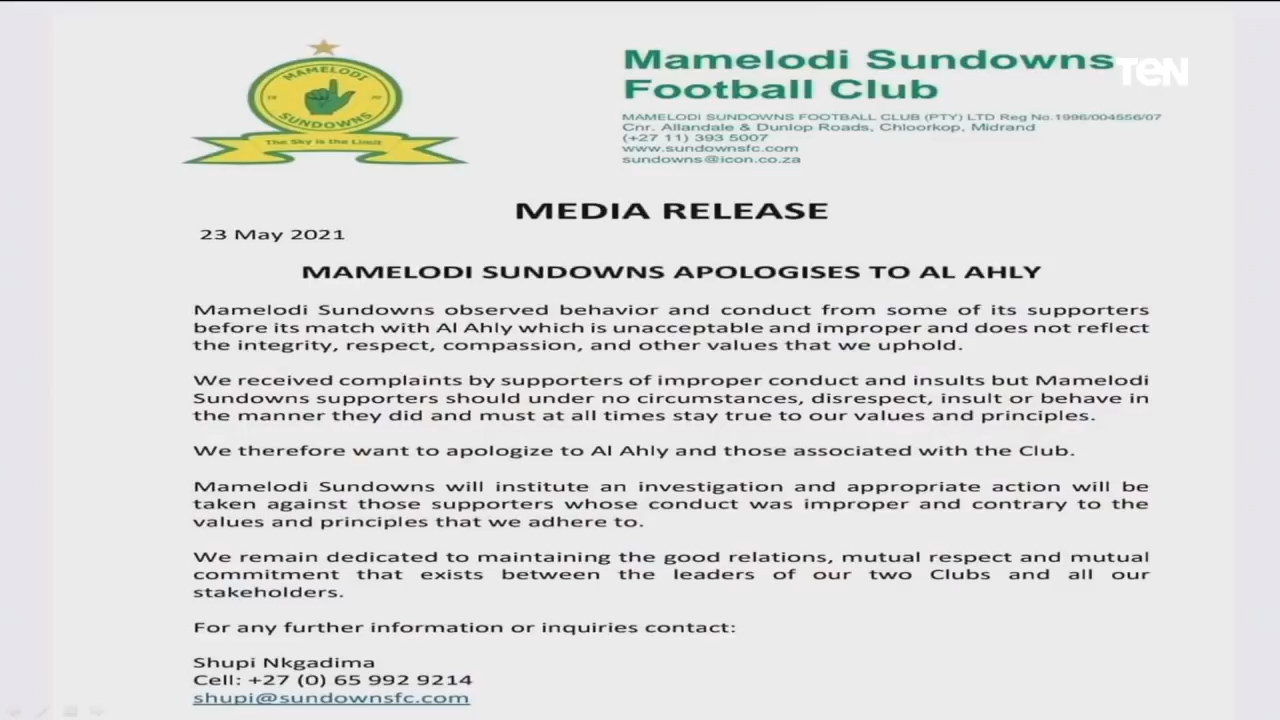 MAMELODI
SUNDOWNS
The Sky is the Limit
Mamelodi Sundowns
Football Club
TEN
MAMELODI SUNDOWNS FOOTBALL CLUB (PTY) LTD Reg No.1996/004556/07
Cnr. Allandale & Dunlop Roads, Chloorkop, Midrand
(+27 11) 393 5007
www.sundownsfc.com
sundowns@icon.co.za
MEDIA RELEASE
23 May 2021
MAMELODI SUNDOWNS APOLOGISES TO AL AHLY
Mamelodi Sundowns observed behavior and conduct from some of its supporters
before its match with Al Ahly which is unacceptable and improper and does not reflect
the integrity, respect, compassion, and other values that we uphold.
We received complaints by supporters of improper conduct and insults but Mamelodi
Sundowns supporters should under no circumstances, disrespect, insult or behave in
the manner they did and must at all times stay true to our values and principles.
We therefore want to apologize to Al Ahly and those associated with the Club.
Mamelodi Sundowns will institute an investigation and appropriate action will be
taken against those supporters whose conduct was improper and contrary to the
values and principles that we adhere to.
We remain dedicated to maintaining the good relations, mutual respect and mutual
commitment that exists between the leaders of our two Clubs and all our
stakeholders.
For any further information or inquiries contact:
Shupi Nkgadima
Cell: +27 (0) 65 992 9214
shupi@sundownsfc.com